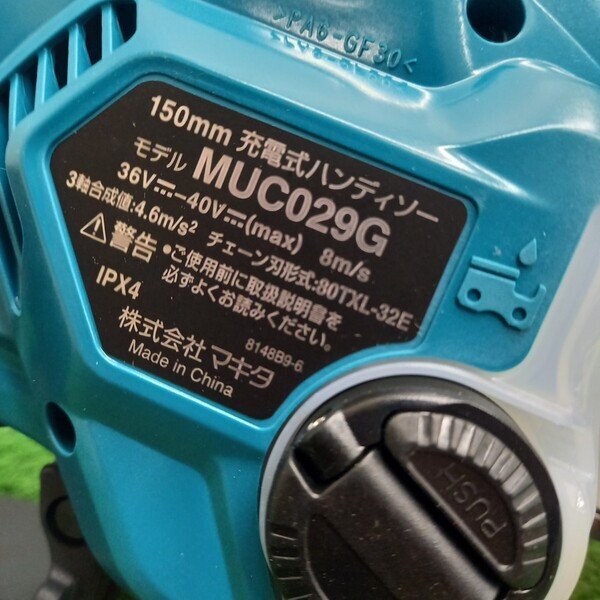 >PA6-GF30<
150mm 充電式ハンディソー
モデル MUC029G
36V⎓-40V⎓(max) 8m/s
3軸合成値:4.6m/s² チェーン刃形式:80TXL-32E
⚠警告 •ご使用前に取扱説明書を
必ずよくお読みください。
IPX4
株式会社 マキタ
8148B9-6
Made in China
PUSH